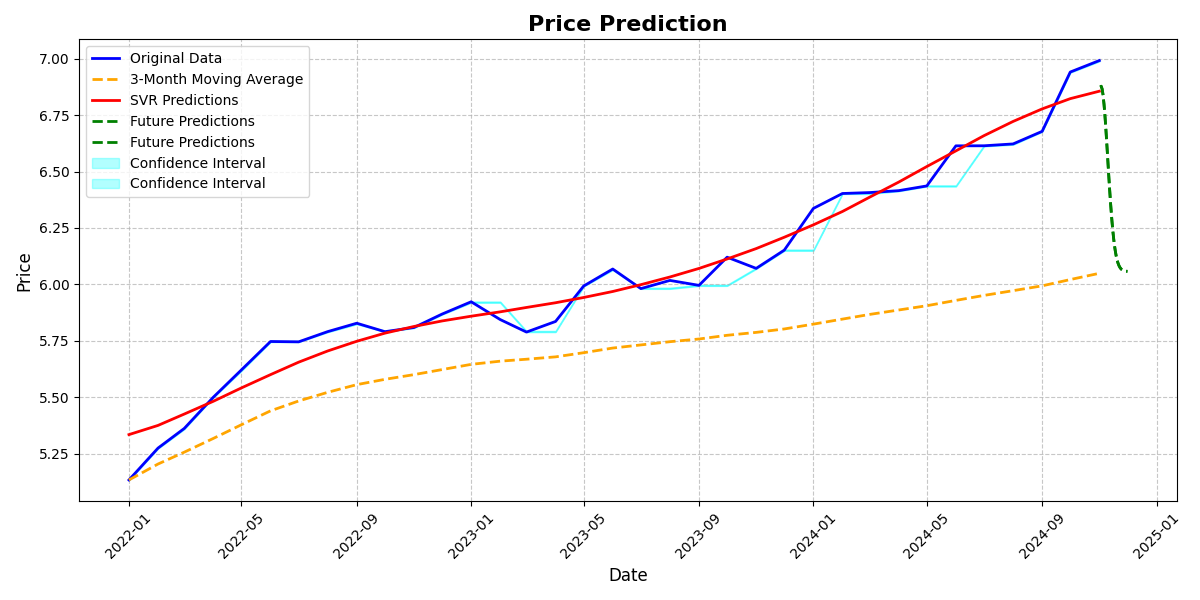 Price Prediction
Original Data
3-Month Moving Average
SVR Predictions
Future Predictions
Future Predictions
Confidence Interval
Confidence Interval
Price
7.00
6.75
6.50
6.25
6.00
5.75
5.50
5.25
2022-01
2022-05
2022-09
2023-01
2023-05
2023-09
2024-01
2024-05
2024-09
2025-01
Date